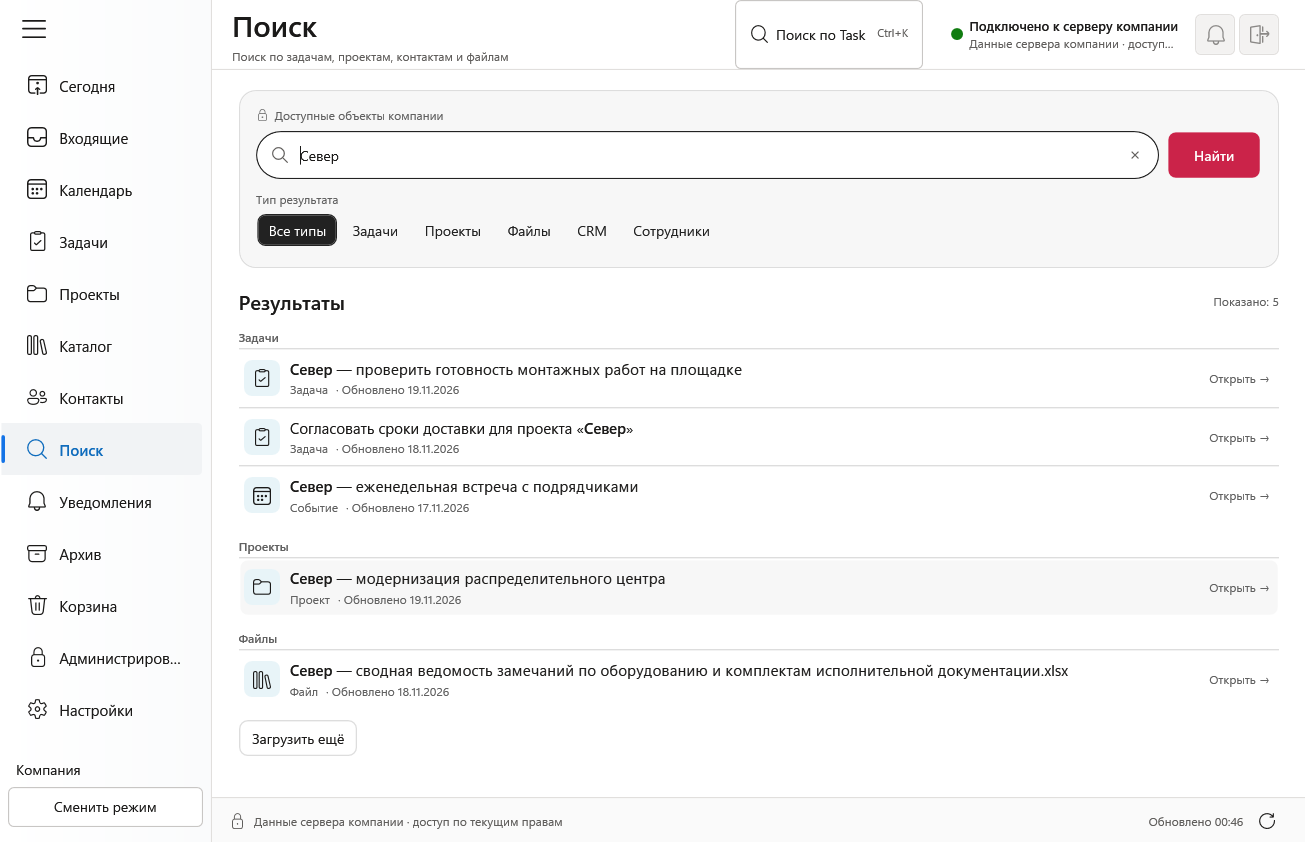 Поиск
Поиск по задачам, проектам, контактам и файлам
Поиск по Task Ctrl+K
Подключено к серверу компании
Данные сервера компании · доступ...
Сегодня
Входящие
Календарь
Задачи
Проекты
Каталог
Контакты
Поиск
Уведомления
Архив
Корзина
Администриров...
Настройки
Компания
Сменить режим
Доступные объекты компании
Север
Найти
Тип результата
Все типы Задачи Проекты Файлы CRM Сотрудники
Результаты
Показано: 5
Задачи
Север — проверить готовность монтажных работ на площадке
Задача · Обновлено 19.11.2026
Открыть →
Согласовать сроки доставки для проекта «Север»
Задача · Обновлено 18.11.2026
Открыть →
Север — еженедельная встреча с подрядчиками
Событие · Обновлено 17.11.2026
Открыть →
Проекты
Север — модернизация распределительного центра
Проект · Обновлено 19.11.2026
Открыть →
Файлы
Север — сводная ведомость замечаний по оборудованию и комплектам исполнительной документации.xlsx
Файл · Обновлено 18.11.2026
Открыть →
Загрузить ещё
Данные сервера компании · доступ по текущим правам
Обновлено 00:46